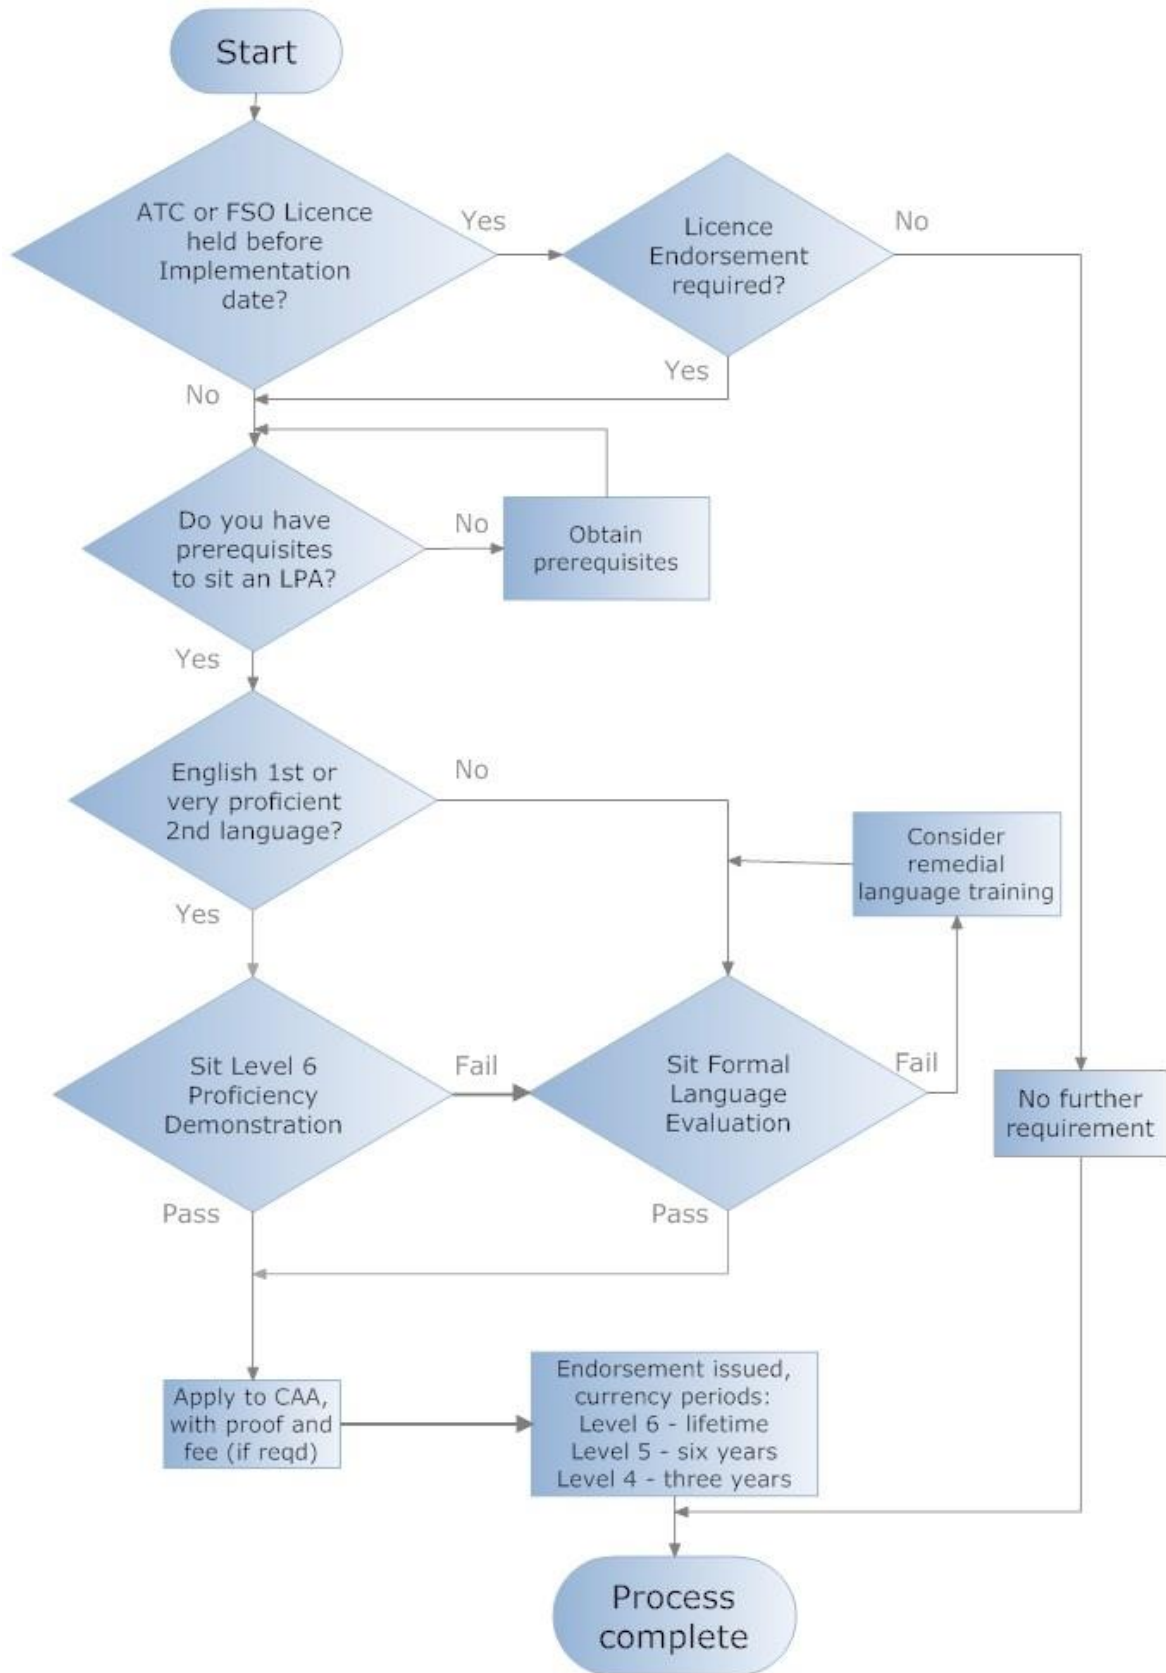 Start
ATC or FSO Licence
held before
Implementation
date?
Yes
Licence
Endorsement
required?
No
Yes
No
Do you have
prerequisites
to sit an LPA?
No
Obtain
prerequisites
Yes
English 1st or
very proficient
2nd language?
No
Consider
remedial
language training
Yes
Sit Level 6
Proficiency
Demonstration
Fail
Sit Formal
Language
Evaluation
Fail
No further
requirement
Pass
Pass
Apply to CAA,
with proof and
fee (if reqd)
Endorsement issued,
currency periods:
Level 6 - lifetime
Level 5 - six years
Level 4 - three years
Process
complete